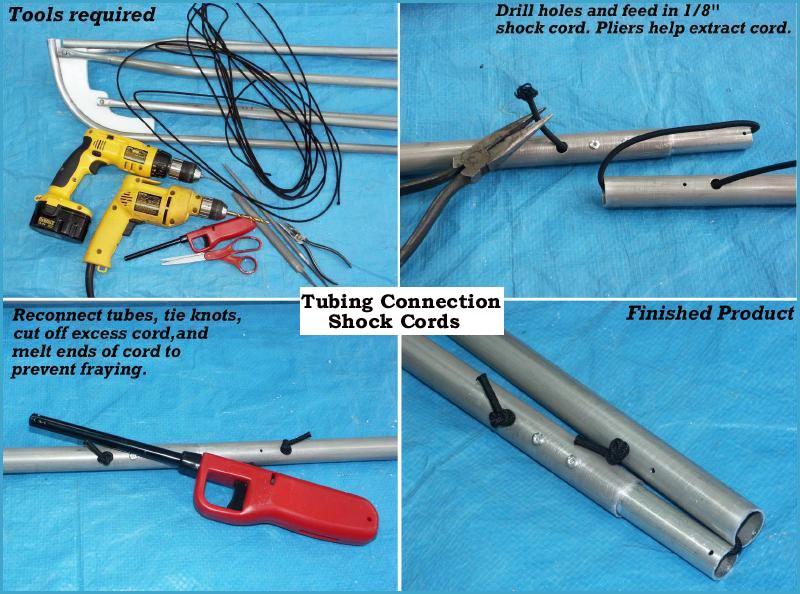 Tools required
Drill holes and feed in 1/8"
shock cord. Pliers help extract cord.
Tubing Connection
Shock Cords
Reconnect tubes, tie knots,
cut off excess cord,and
melt ends of cord to
prevent fraying.
Finished Product